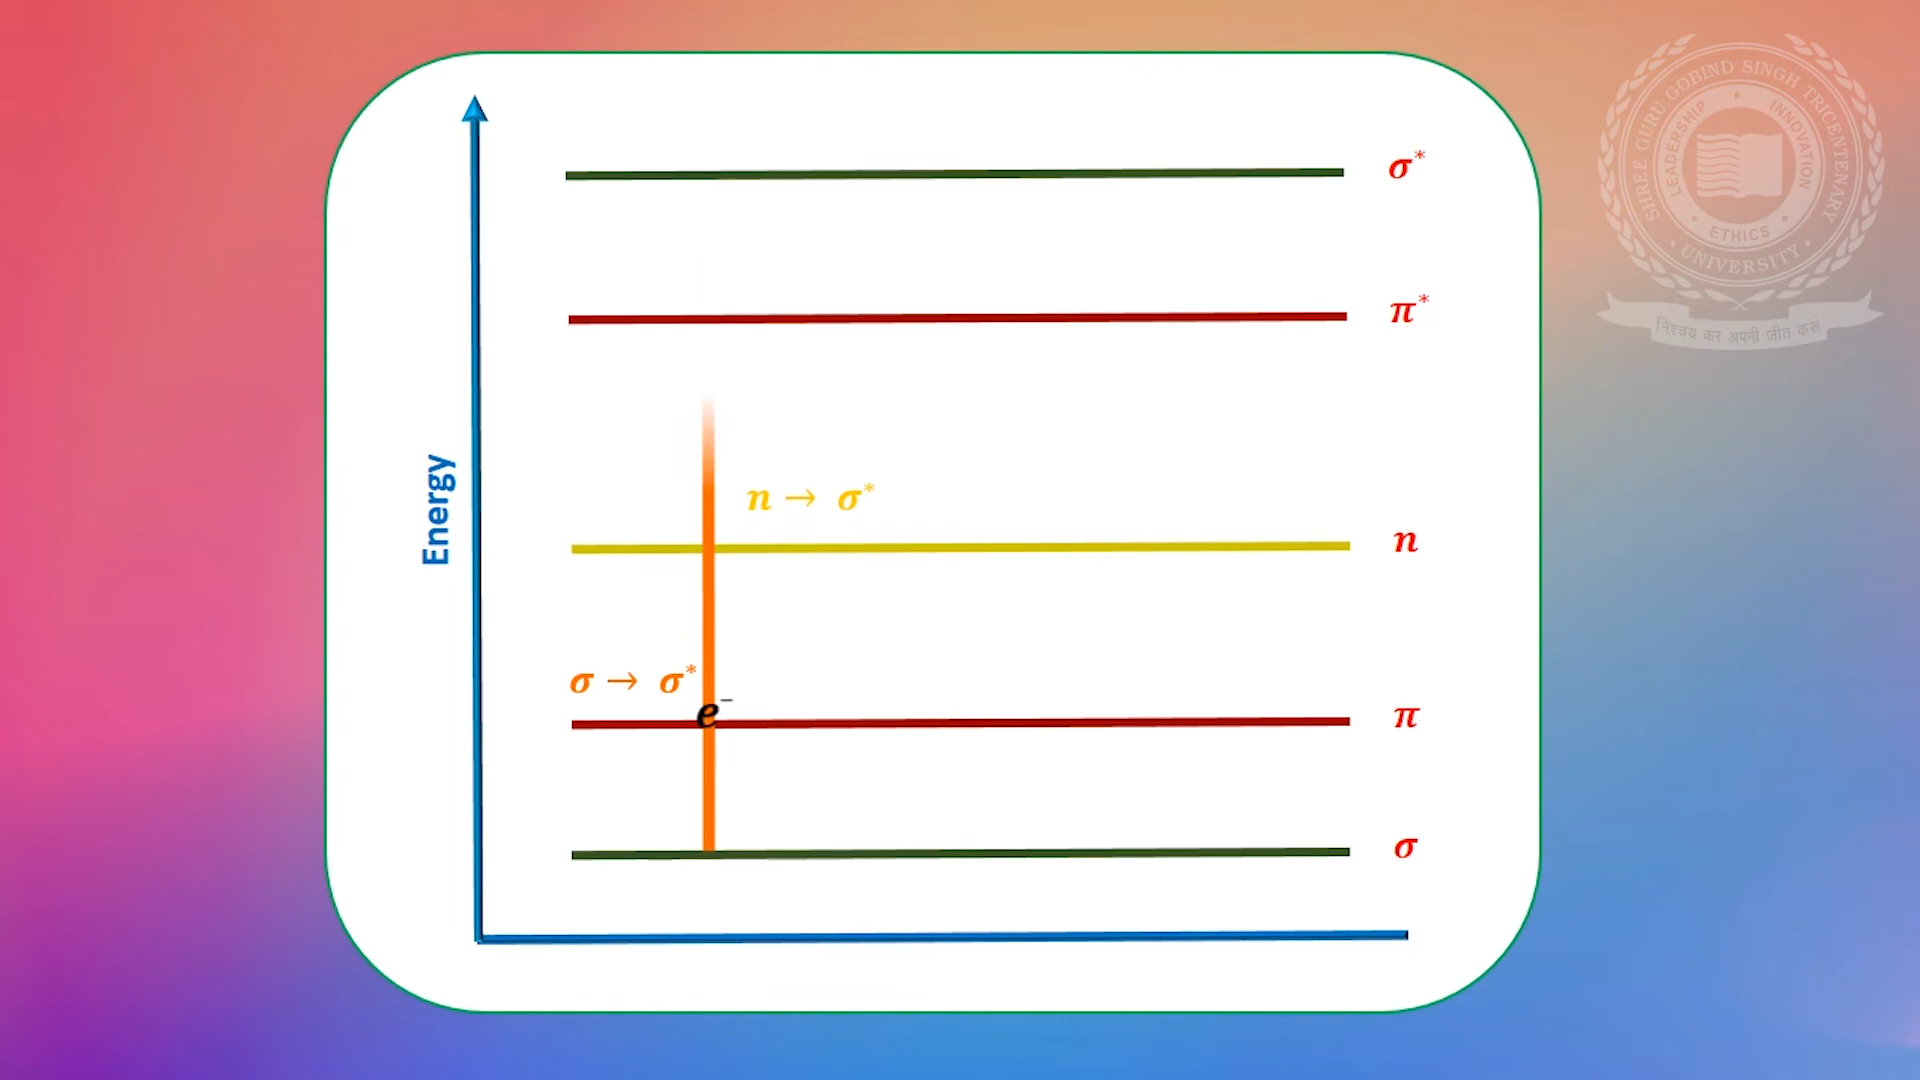 σ*
π*
Energy
n → σ*
n
σ → σ*
e⁻
π
σ
SHREE GURU GOBIND SINGH TRICENTENARY
UNIVERSITY
LEADERSHIP
INNOVATION
ETHICS
निश्चय कर अपनी जीत करूं